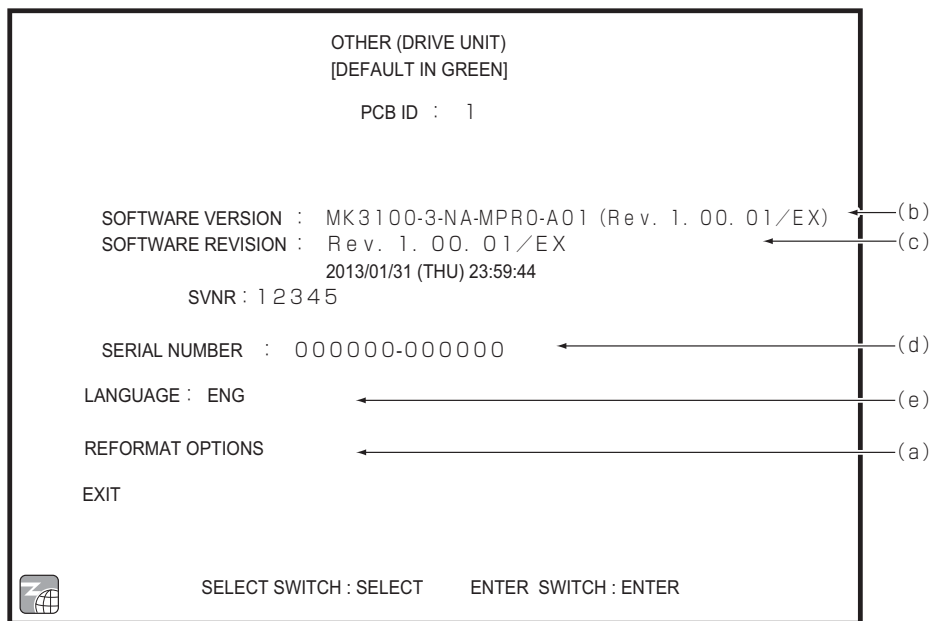 OTHER (DRIVE UNIT)
[DEFAULT IN GREEN]
PCB ID : 1
SOFTWARE VERSION : MK3100-3-NA-MPR0-A01 (Rev. 1. 00. 01/EX)
(b)
SOFTWARE REVISION : Rev. 1. 00. 01/EX
(c)
2013/01/31 (THU) 23:59:44
SVNR : 12345
SERIAL NUMBER : 000000-000000
(d)
LANGUAGE : ENG
(e)
REFORMAT OPTIONS
(a)
EXIT
SELECT SWITCH : SELECT ENTER SWITCH : ENTER